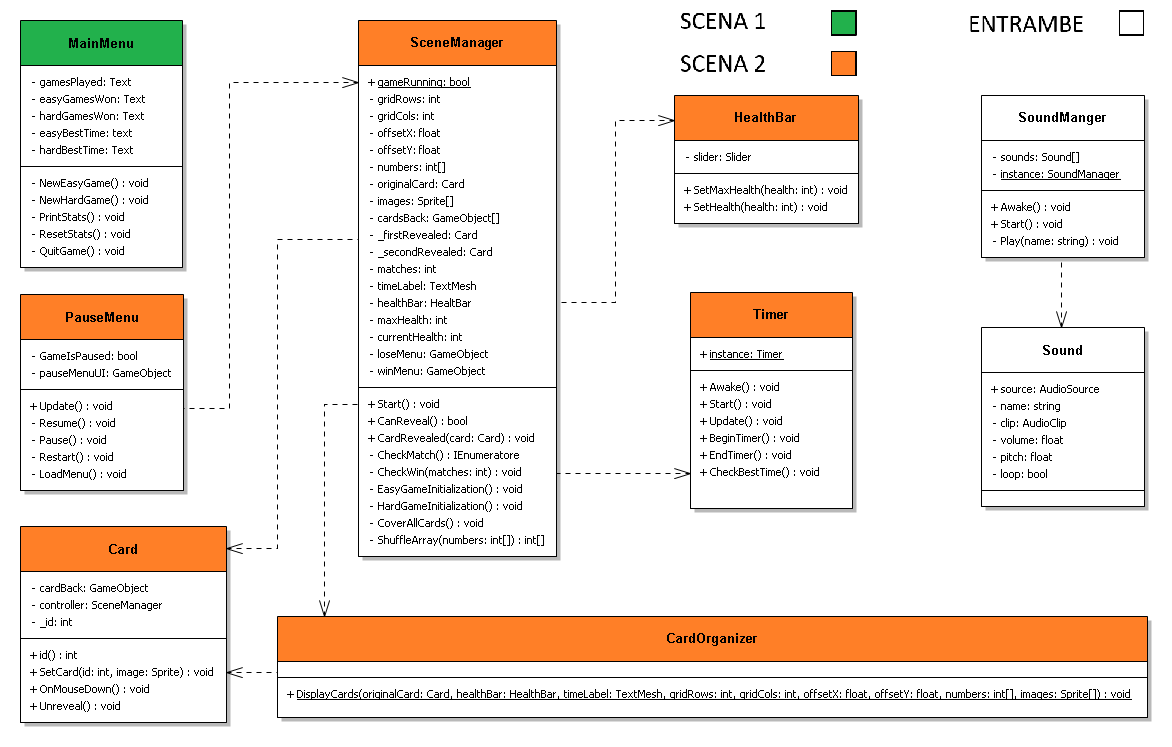 SCENA 1
SCENA 2
ENTRAMBE
MainMenu
- gamesPlayed: Text
- easyGamesWon: Text
- hardGamesWon: Text
- easyBestTime: text
- hardBestTime: Text
- NewEasyGame() : void
- NewHardGame() : void
- PrintStats() : void
- ResetStats() : void
- QuitGame() : void
PauseMenu
- GameIsPaused: bool
- pauseMenuUI: GameObject
+ Update() : void
- Resume() : void
- Pause() : void
- Restart() : void
- LoadMenu() : void
Card
- cardBack: GameObject
- controller: SceneManager
- _id: int
+ id() : int
+ SetCard(id: int, image: Sprite) : void
+ OnMouseDown() : void
+ Unreveal() : void
SceneManager
+ gameRunning: bool
- gridRows: int
- gridCols: int
- offsetX: float
- offsetY: float
- numbers: int[]
- originalCard: Card
- images: Sprite[]
- cardsBack: GameObject[]
- _firstRevealed: Card
- _secondRevealed: Card
- matches: int
- timeLabel: TextMesh
- healthBar: HealtBar
- maxHealth: int
- currentHealth: int
- loseMenu: GameObject
- winMenu: GameObject
+ Start() : void
+ CanReveal() : bool
+ CardRevealed(card: Card) : void
- CheckMatch() : IEnumeratore
- CheckWin(matches: int) : void
- EasyGameInitialization() : void
- HardGameInitialization() : void
- CoverAllCards() : void
- ShuffleArray(numbers: int[]) : int[]
HealthBar
- slider: Slider
+ SetMaxHealth(health: int) : void
+ SetHealth(health: int) : void
Timer
+ instance: Timer
+ Awake() : void
+ Start() : void
+ Update() : void
+ BeginTimer() : void
+ EndTimer() : void
+ CheckBestTime() : void
SoundManger
- sounds: Sound[]
- instance: SoundManager
+ Awake() : void
+ Start() : void
- Play(name: string) : void
Sound
+ source: AudioSource
- name: string
- clip: AudioClip
- volume: float
- pitch: float
- loop: bool
CardOrganizer
+ DisplayCards(originalCard: Card, healthBar: HealthBar, timeLabel: TextMesh, gridRows: int, gridCols: int, offsetX: float, offsetY: float, numbers: int[], images: Sprite[]) : void